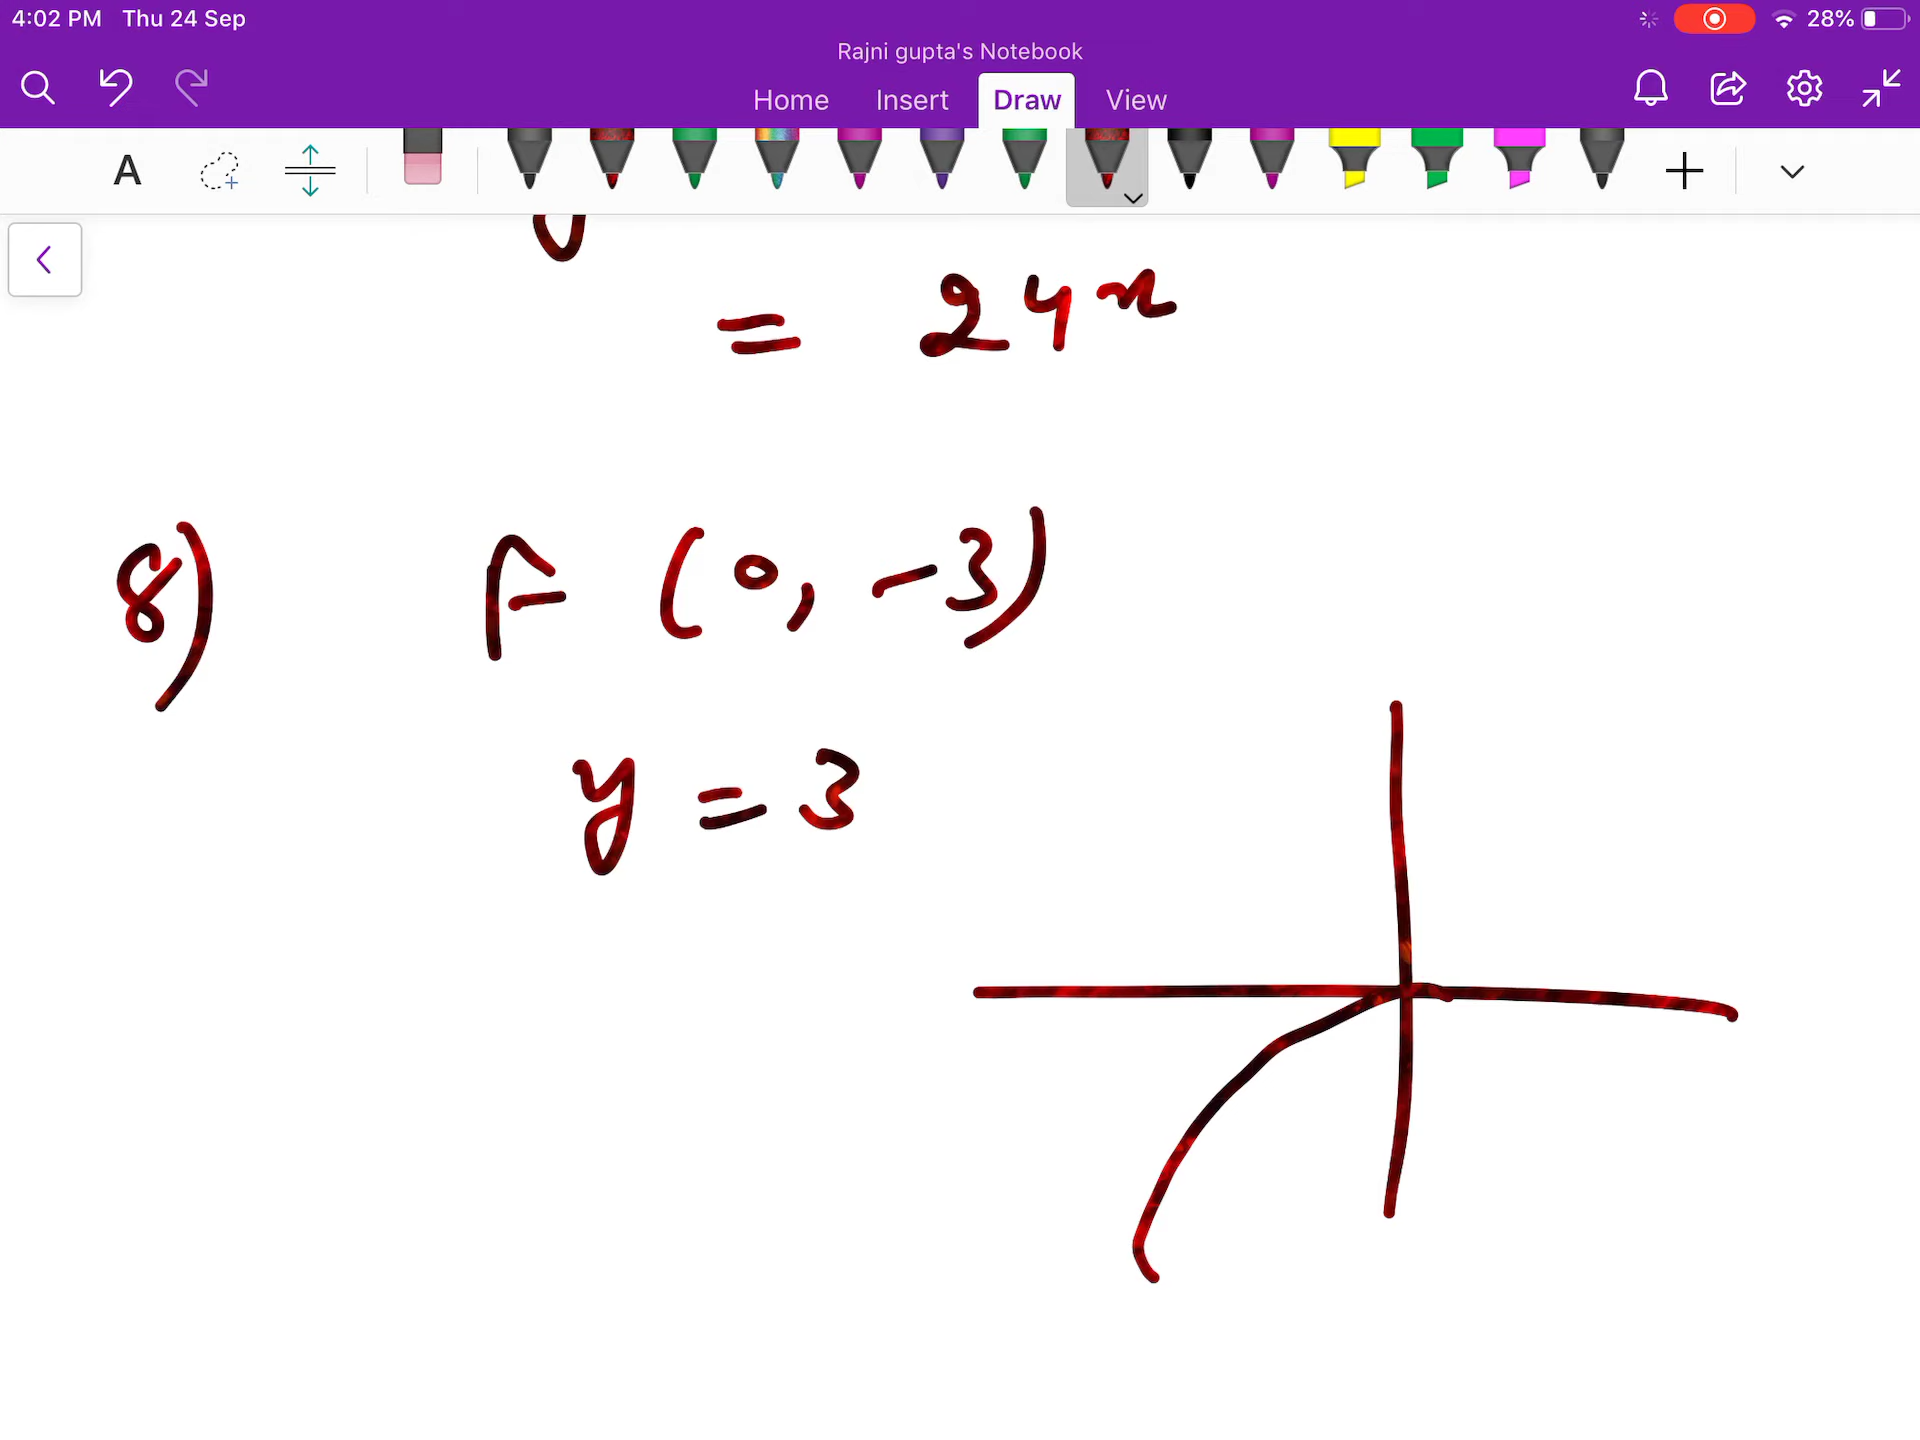 4:02 PM Thu 24 Sep 28%
Rajni gupta's Notebook
Home Insert Draw View
A
= 24x
8) F (0, -3)
y = 3